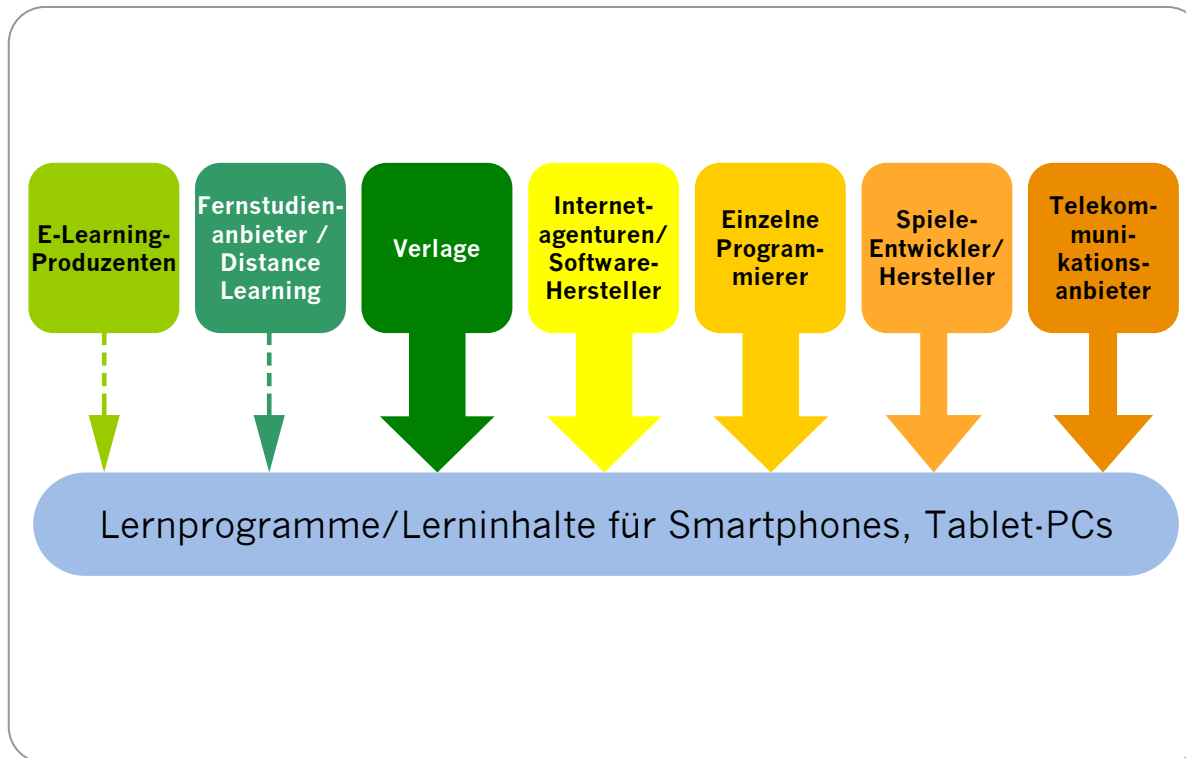 E-Learning-
Produzenten
Fernstudien-
anbieter /
Distance
Learning
Verlage
Internet-
agenturen/
Software-
Hersteller
Einzelne
Program-
mierer
Spiele-
Entwickler/
Hersteller
Telekom-
muni-
kations-
anbieter
Lernprogramme/Lerninhalte für Smartphones, Tablet-PCs